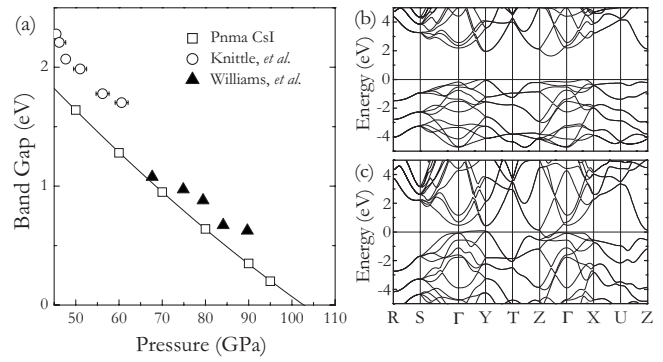 (a)
Pnma CsI
Knittle, et al.
Williams, et al.
Band Gap (eV)
2
1
0
50 60 70 80 90 100 110
Pressure (GPa)
(b)
Energy (eV)
4
2
0
-2
-4
(c)
Energy (eV)
4
2
0
-2
-4
R S Γ Y T Z Γ X U Z